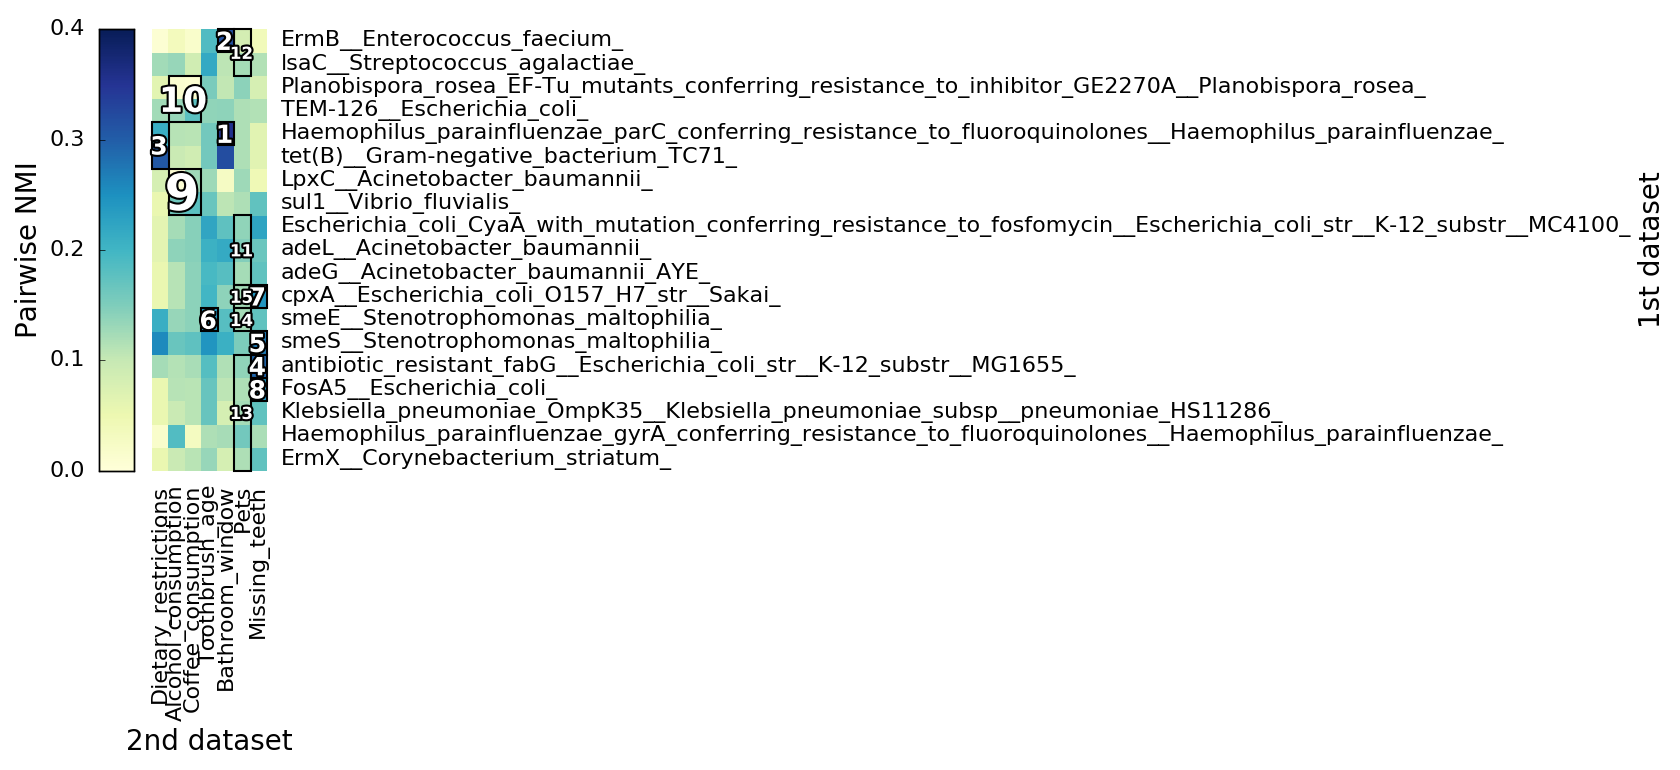 0.4
0.3
0.2
0.1
0.0
Pairwise NMI
2
12
10
3
1
9
11
15
7
6
14
5
4
8
13
ErmB__Enterococcus_faecium_
lsaC__Streptococcus_agalactiae_
Planobispora_rosea_EF-Tu_mutants_conferring_resistance_to_inhibitor_GE2270A__Planobispora_rosea_
TEM-126__Escherichia_coli_
Haemophilus_parainfluenzae_parC_conferring_resistance_to_fluoroquinolones__Haemophilus_parainfluenzae_
tet(B)__Gram-negative_bacterium_TC71_
LpxC__Acinetobacter_baumannii_
sul1__Vibrio_fluvialis_
Escherichia_coli_CyaA_with_mutation_conferring_resistance_to_fosfomycin__Escherichia_coli_str__K-12_substr__MC4100_
adeL__Acinetobacter_baumannii_
adeG__Acinetobacter_baumannii_AYE_
cpxA__Escherichia_coli_O157_H7_str__Sakai_
smeE__Stenotrophomonas_maltophilia_
smeS__Stenotrophomonas_maltophilia_
antibiotic_resistant_fabG__Escherichia_coli_str__K-12_substr__MG1655_
FosA5__Escherichia_coli_
Klebsiella_pneumoniae_OmpK35__Klebsiella_pneumoniae_subsp__pneumoniae_HS11286_
Haemophilus_parainfluenzae_gyrA_conferring_resistance_to_fluoroquinolones__Haemophilus_parainfluenzae_
ErmX__Corynebacterium_striatum_
1st dataset
Dietary_restrictions
Alcohol_consumption
Coffee_consumption
Toothbrush_age
Bathroom_window
Pets
Missing_teeth
2nd dataset